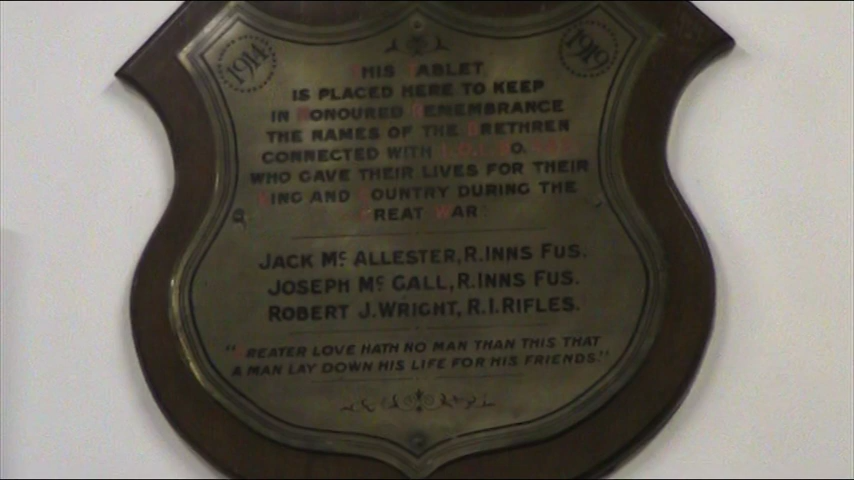 1914 1919
THIS TABLET
IS PLACED HERE TO KEEP
IN HONOURED REMEMBRANCE
THE NAMES OF THE BRETHREN
CONNECTED WITH L.O.L. NO.
WHO GAVE THEIR LIVES FOR THEIR
KING AND COUNTRY DURING THE
GREAT WAR.
JACK Mc ALLESTER, R. INNS FUS.
JOSEPH Mc GALL, R. INNS FUS.
ROBERT J. WRIGHT, R.I. RIFLES.
"GREATER LOVE HATH NO MAN THAN THIS THAT
A MAN LAY DOWN HIS LIFE FOR HIS FRIENDS."